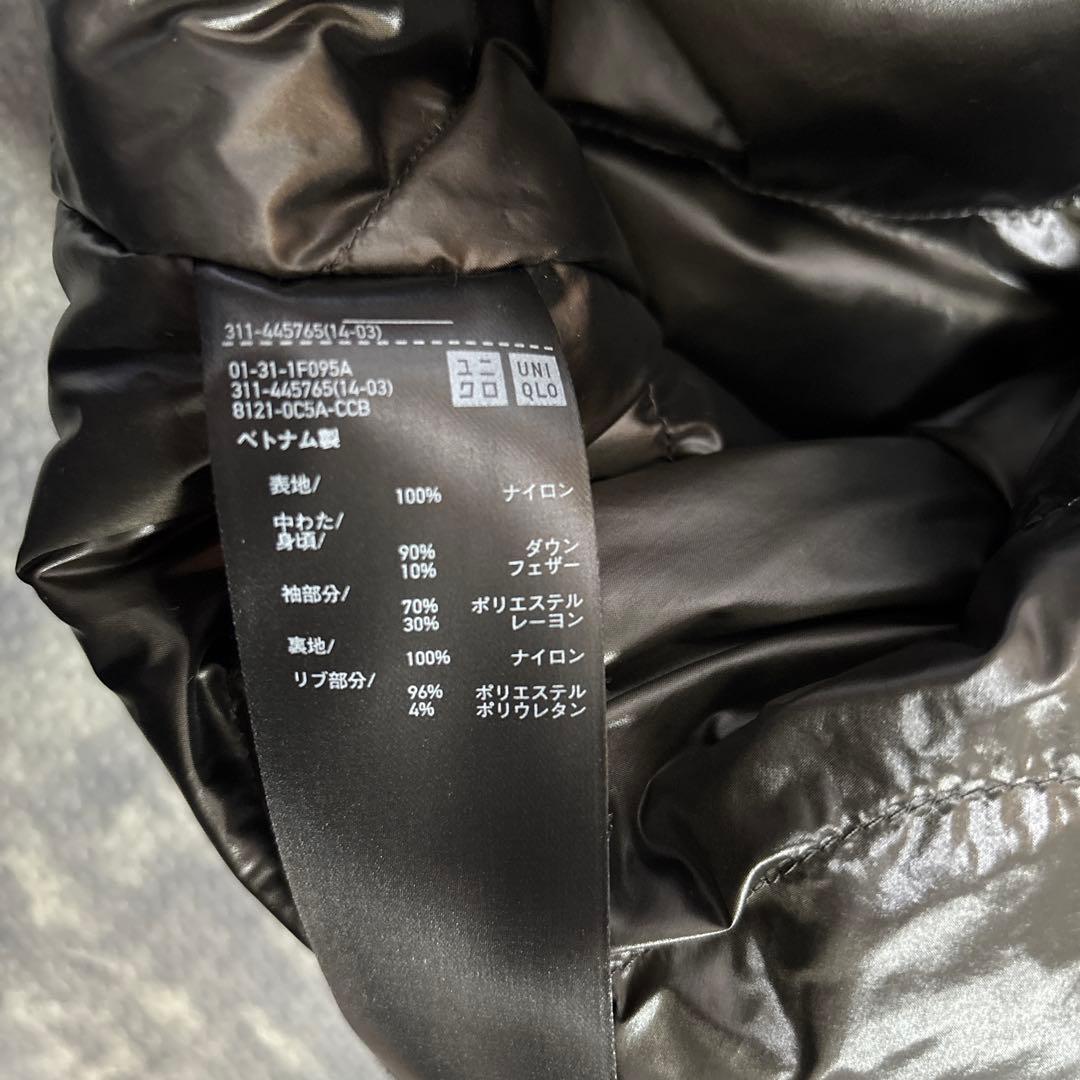 311-445765(14-03)
01-31-1F095A
311-445765(14-03)
8121-0C5A-CCB
ユニ
クロ
UNI
QLO
ベトナム製
表地/ 100% ナイロン
中わた/
身頃/ 90% ダウン
10% フェザー
袖部分/ 70% ポリエステル
30% レーヨン
裏地/ 100% ナイロン
リブ部分/ 96% ポリエステル
4% ポリウレタン